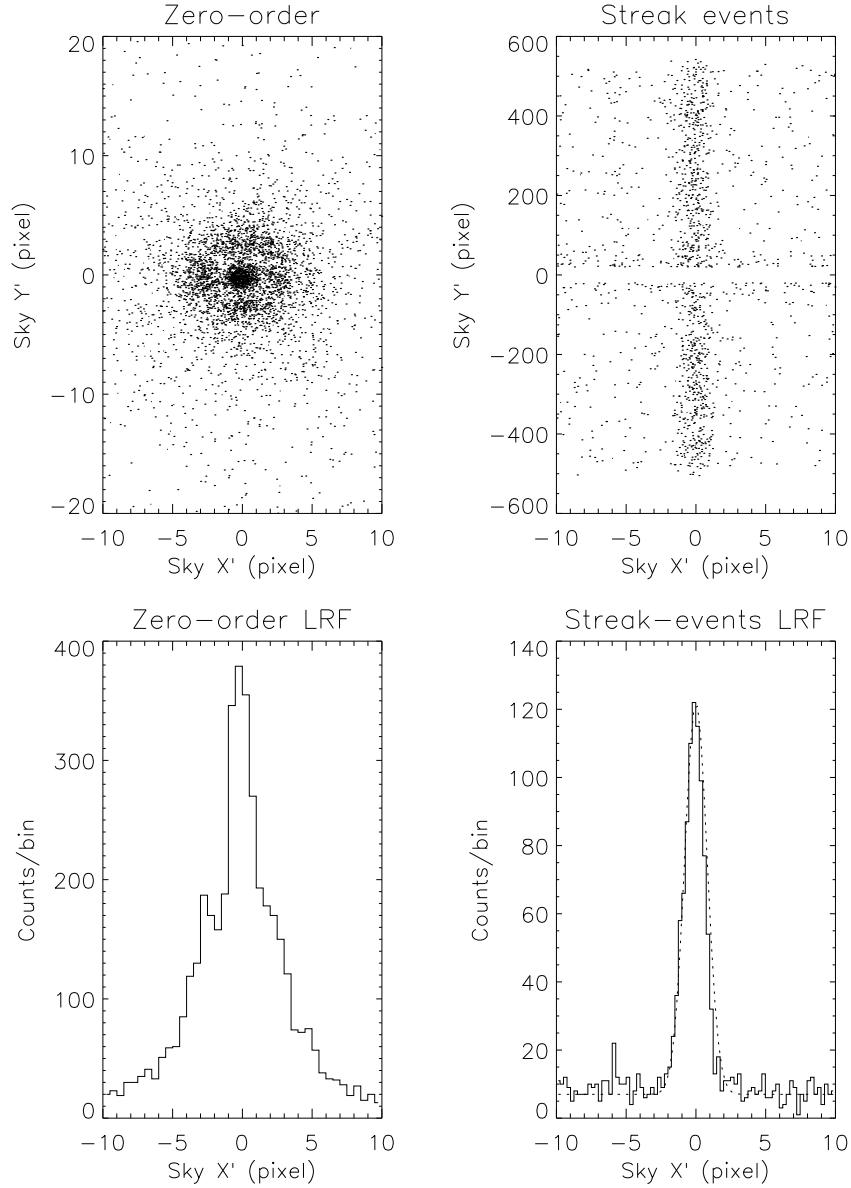 Zero-order
Sky Y' (pixel)
20
10
0
-10
-20
-10 -5 0 5 10
Sky X' (pixel)
Streak events
Sky Y' (pixel)
600
400
200
0
-200
-400
-600
-10 -5 0 5 10
Sky X' (pixel)
Zero-order LRF
Counts/bin
400
300
200
100
0
-10 -5 0 5 10
Sky X' (pixel)
Streak-events LRF
Counts/bin
140
120
100
80
60
40
20
0
-10 -5 0 5 10
Sky X' (pixel)